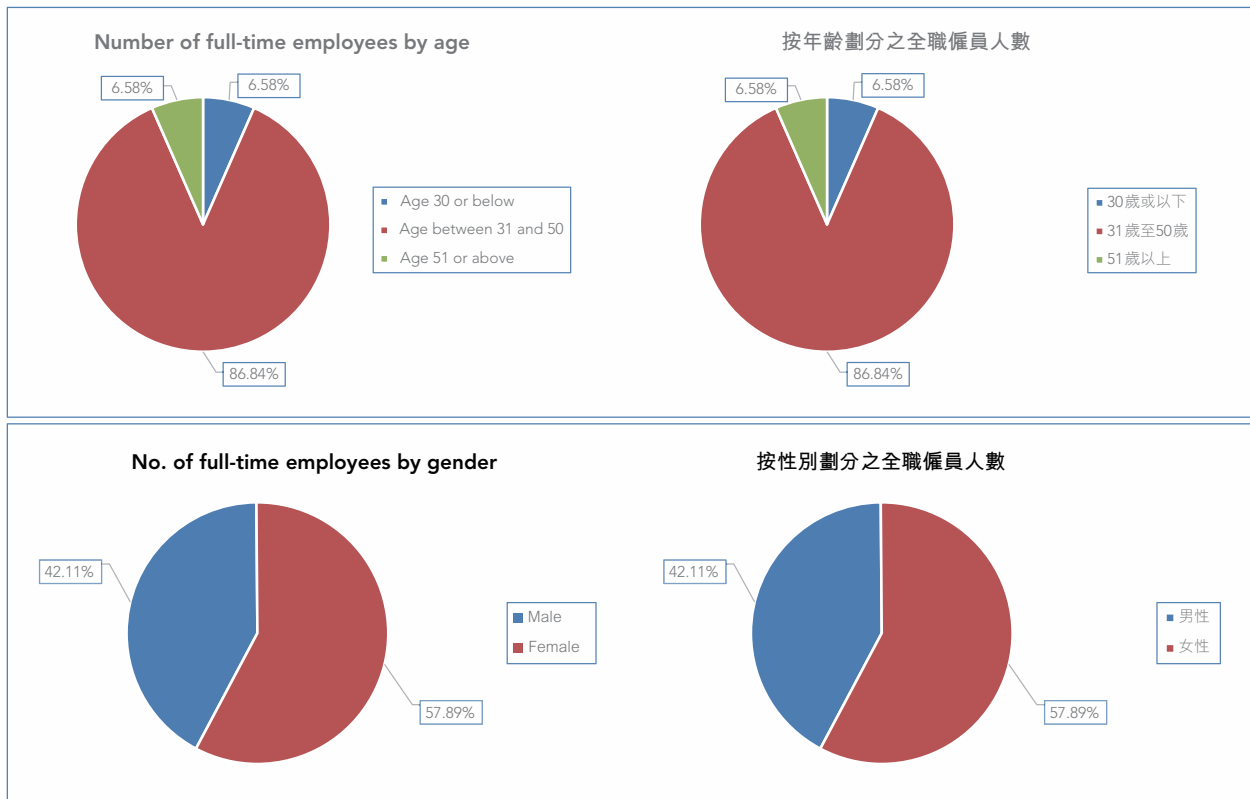 Number of full-time employees by age
6.58%
6.58%
Age 30 or below
Age between 31 and 50
Age 51 or above
86.84%
按年齡劃分之全職僱員人數
6.58%
6.58%
30歲或以下
31歲至50歲
51歲以上
86.84%
No. of full-time employees by gender
42.11%
Male
Female
57.89%
按性別劃分之全職僱員人數
42.11%
男性
女性
57.89%